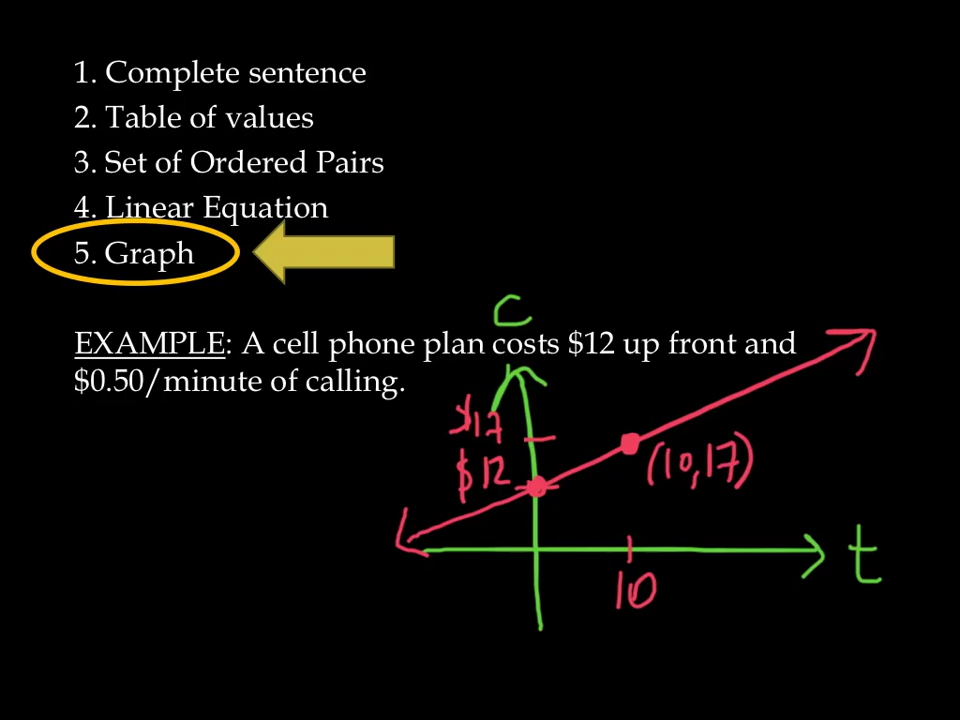 1. Complete sentence
2. Table of values
3. Set of Ordered Pairs
4. Linear Equation
5. Graph
C
EXAMPLE: A cell phone plan costs $12 up front and
$0.50/minute of calling.
$17
$12
(10,17)
t
10